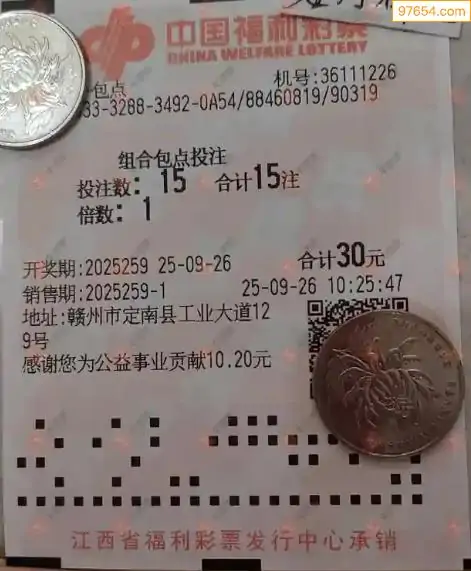 97654.com
中国福利彩票
CHINA WELFARE LOTTERY
包点
机号:36111226
33-3288-3492-0A54/88460819/90319
组合包点投注
投注数: 15 合计15注
倍数: 1
开奖期:2025259 25-09-26 合计30元
销售期:2025259-1 25-09-26 10:25:47
地址:赣州市定南县工业大道12
9号
感谢您为公益事业贡献10.20元
江西省福利彩票发行中心承销